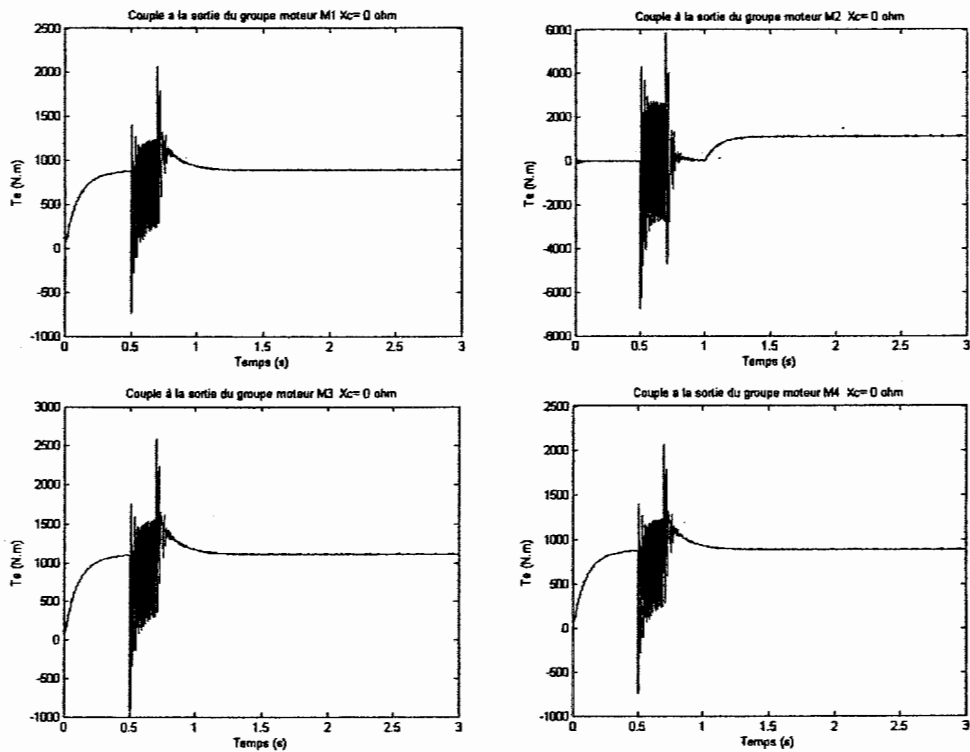 Couple a la sortie du groupe moteur M1 Xc= 0 ohm
2500
2000
1500
1000
500
0
-500
-1000
Te (N.m)
0 0.5 1 1.5 2 2.5 3
Temps (s)
Couple à la sortie du groupe moteur M2 Xc= 0 ohm
6000
4000
2000
0
-2000
-4000
-6000
-8000
Te (N.m)
0 0.5 1 1.5 2 2.5 3
Temps (s)
Couple à la sortie du groupe moteur M3 Xc= 0 ohm
3000
2500
2000
1500
1000
500
0
-500
-1000
Te (N.m)
0 0.5 1 1.5 2 2.5 3
Temps (s)
Couple a la sortie du groupe moteur M4 Xc= 0 ohm
2500
2000
1500
1000
500
0
-500
-1000
Te (N.m)
0 0.5 1 1.5 2 2.5 3
Temps (s)